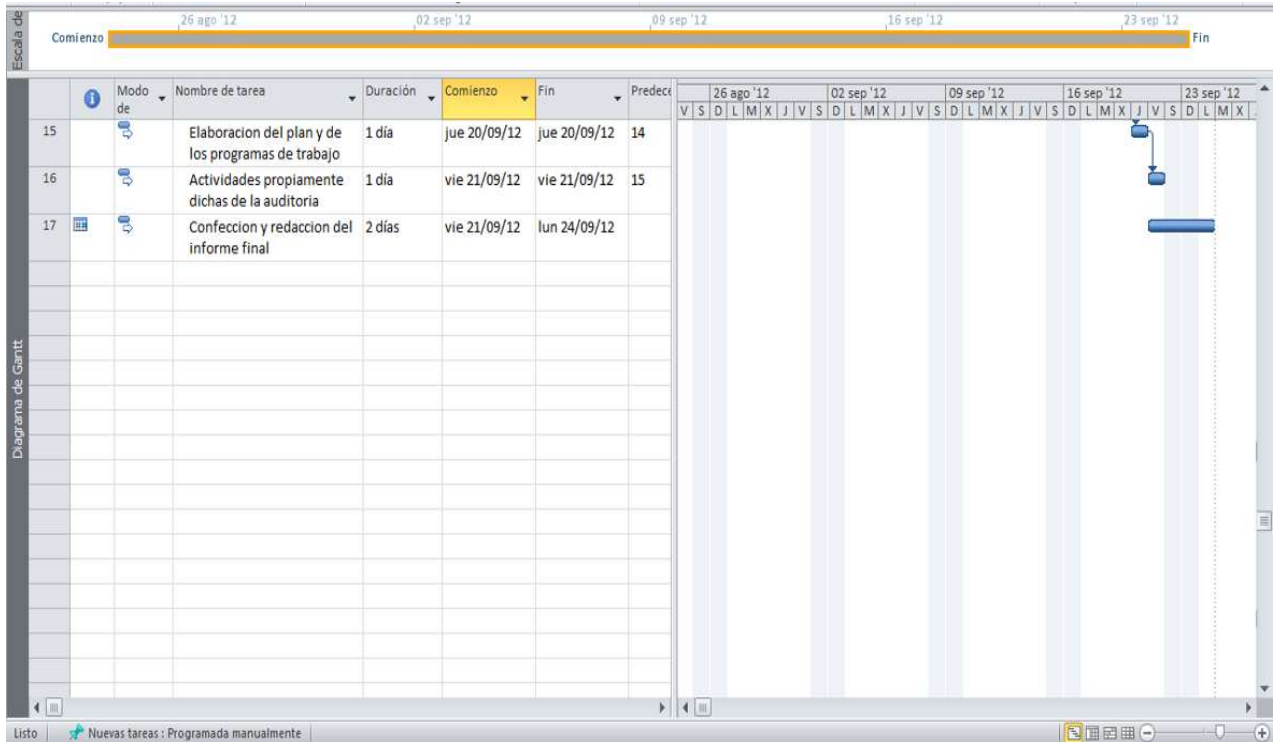 Escala de
26 ago '12 02 sep '12 09 sep '12 16 sep '12 23 sep '12
Comienzo Fin
Diagrama de Gantt
Modo de Nombre de tarea Duración Comienzo Fin Predece
26 ago '12 02 sep '12 09 sep '12 16 sep '12 23 sep '12
V S D L M X J V S D L M X J V S D L M X J V S D L M X J V S D L M X
15 Elaboracion del plan y de los programas de trabajo 1 día jue 20/09/12 jue 20/09/12 14
16 Actividades propiamente dichas de la auditoria 1 día vie 21/09/12 vie 21/09/12 15
17 Confeccion y redaccion del informe final 2 días vie 21/09/12 lun 24/09/12
Listo Nuevas tareas : Programada manualmente